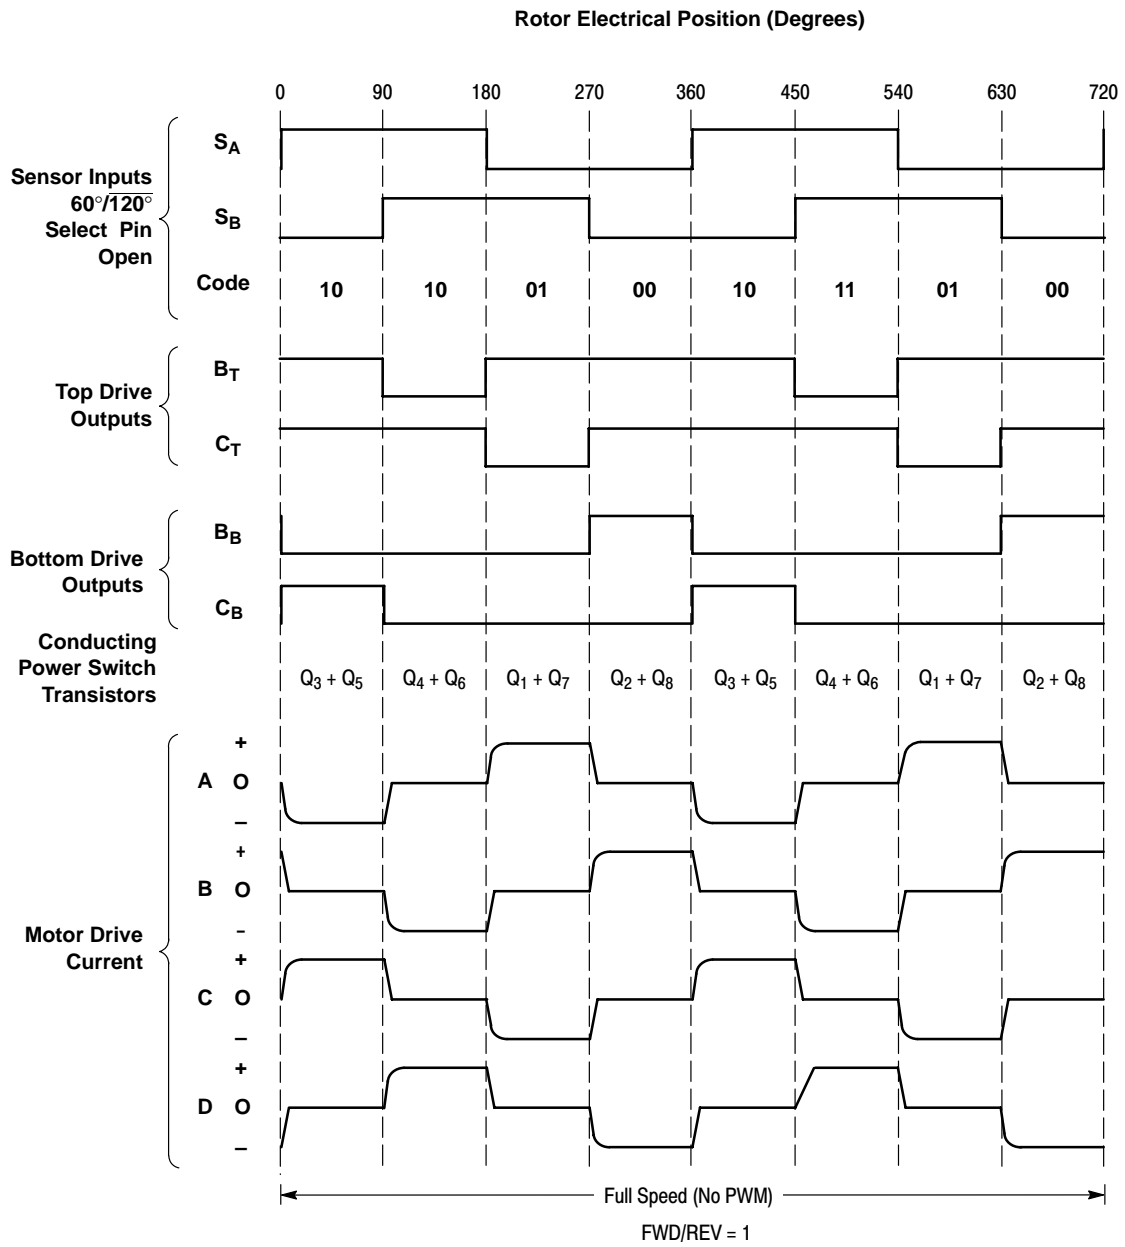 Rotor Electrical Position (Degrees)
0 90 180 270 360 450 540 630 720
Sensor Inputs
60°/120°
Select Pin
Open
SA
SB
Code 10 10 01 00 10 11 01 00
Top Drive
Outputs
BT
CT
Bottom Drive
Outputs
BB
CB
Conducting
Power Switch
Transistors
Q3 + Q5 Q4 + Q6 Q1 + Q7 Q2 + Q8 Q3 + Q5 Q4 + Q6 Q1 + Q7 Q2 + Q8
Motor Drive
Current
+
A O
–
+
B O
–
+
C O
–
+
D O
–
Full Speed (No PWM)
FWD/REV = 1